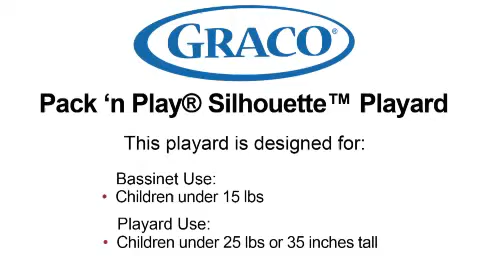 GRACO®
Pack ‘n Play® Silhouette™ Playard
This playard is designed for:
Bassinet Use:
• Children under 15 lbs
Playard Use:
• Children under 25 lbs or 35 inches tall